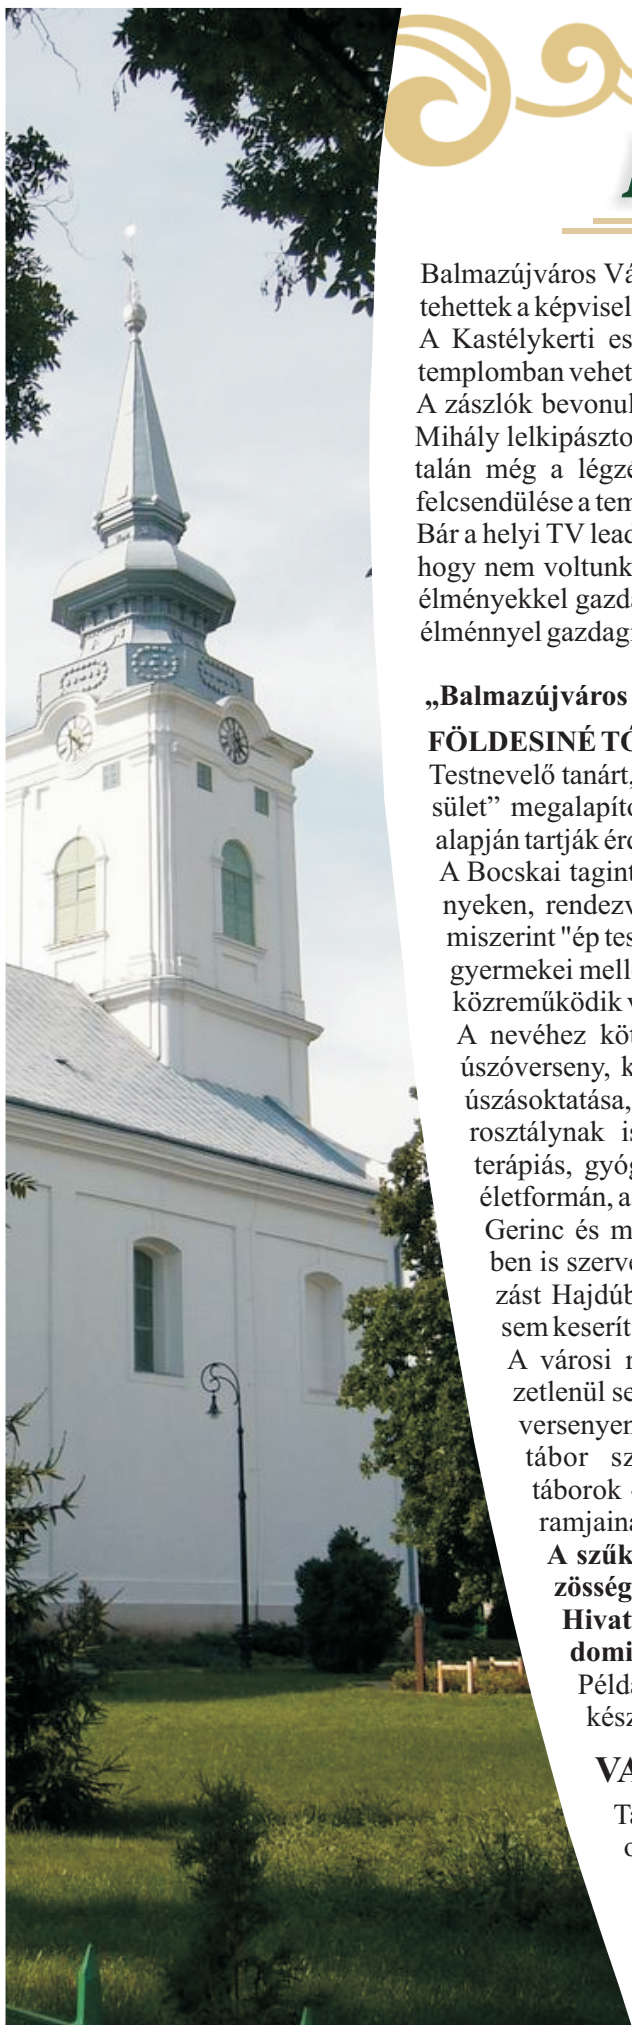 Balmazújváros Vá
tehettek a képvisel
A Kastélykerti es
templomban vehet
A zászlók bevonul
Mihály lelkipászto
talán még a légzé
felcsendülése a tem
Bár a helyi TV lead
hogy nem voltunk
élményekkel gazda
élménnyel gazdagi
„Balmazújváros
FÖLDESINÉ TÓ
Testnevelő tanárt,
sület” megalapíto
alapján tartják érd
A Bocskai tagint
nyeken, rendezv
miszerint "ép tes
gyermekei melle
közreműködik v
A nevéhez köt
úszóverseny, k
úszásoktatása,
rosztálynak is
terápiás, gyóg
életformán, a
Gerinc és m
ben is szerve
zást Hajdúb
sem keserít
A városi r
zetlenül se
versenyen
tábor sz
táborok
ramjaina
A szűk
zösség
Hivat
domi
Példa
kész
VA
Ta